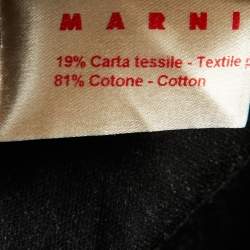 MARNI
19% Carta tessile - Textile
81% Cotone - Cotton